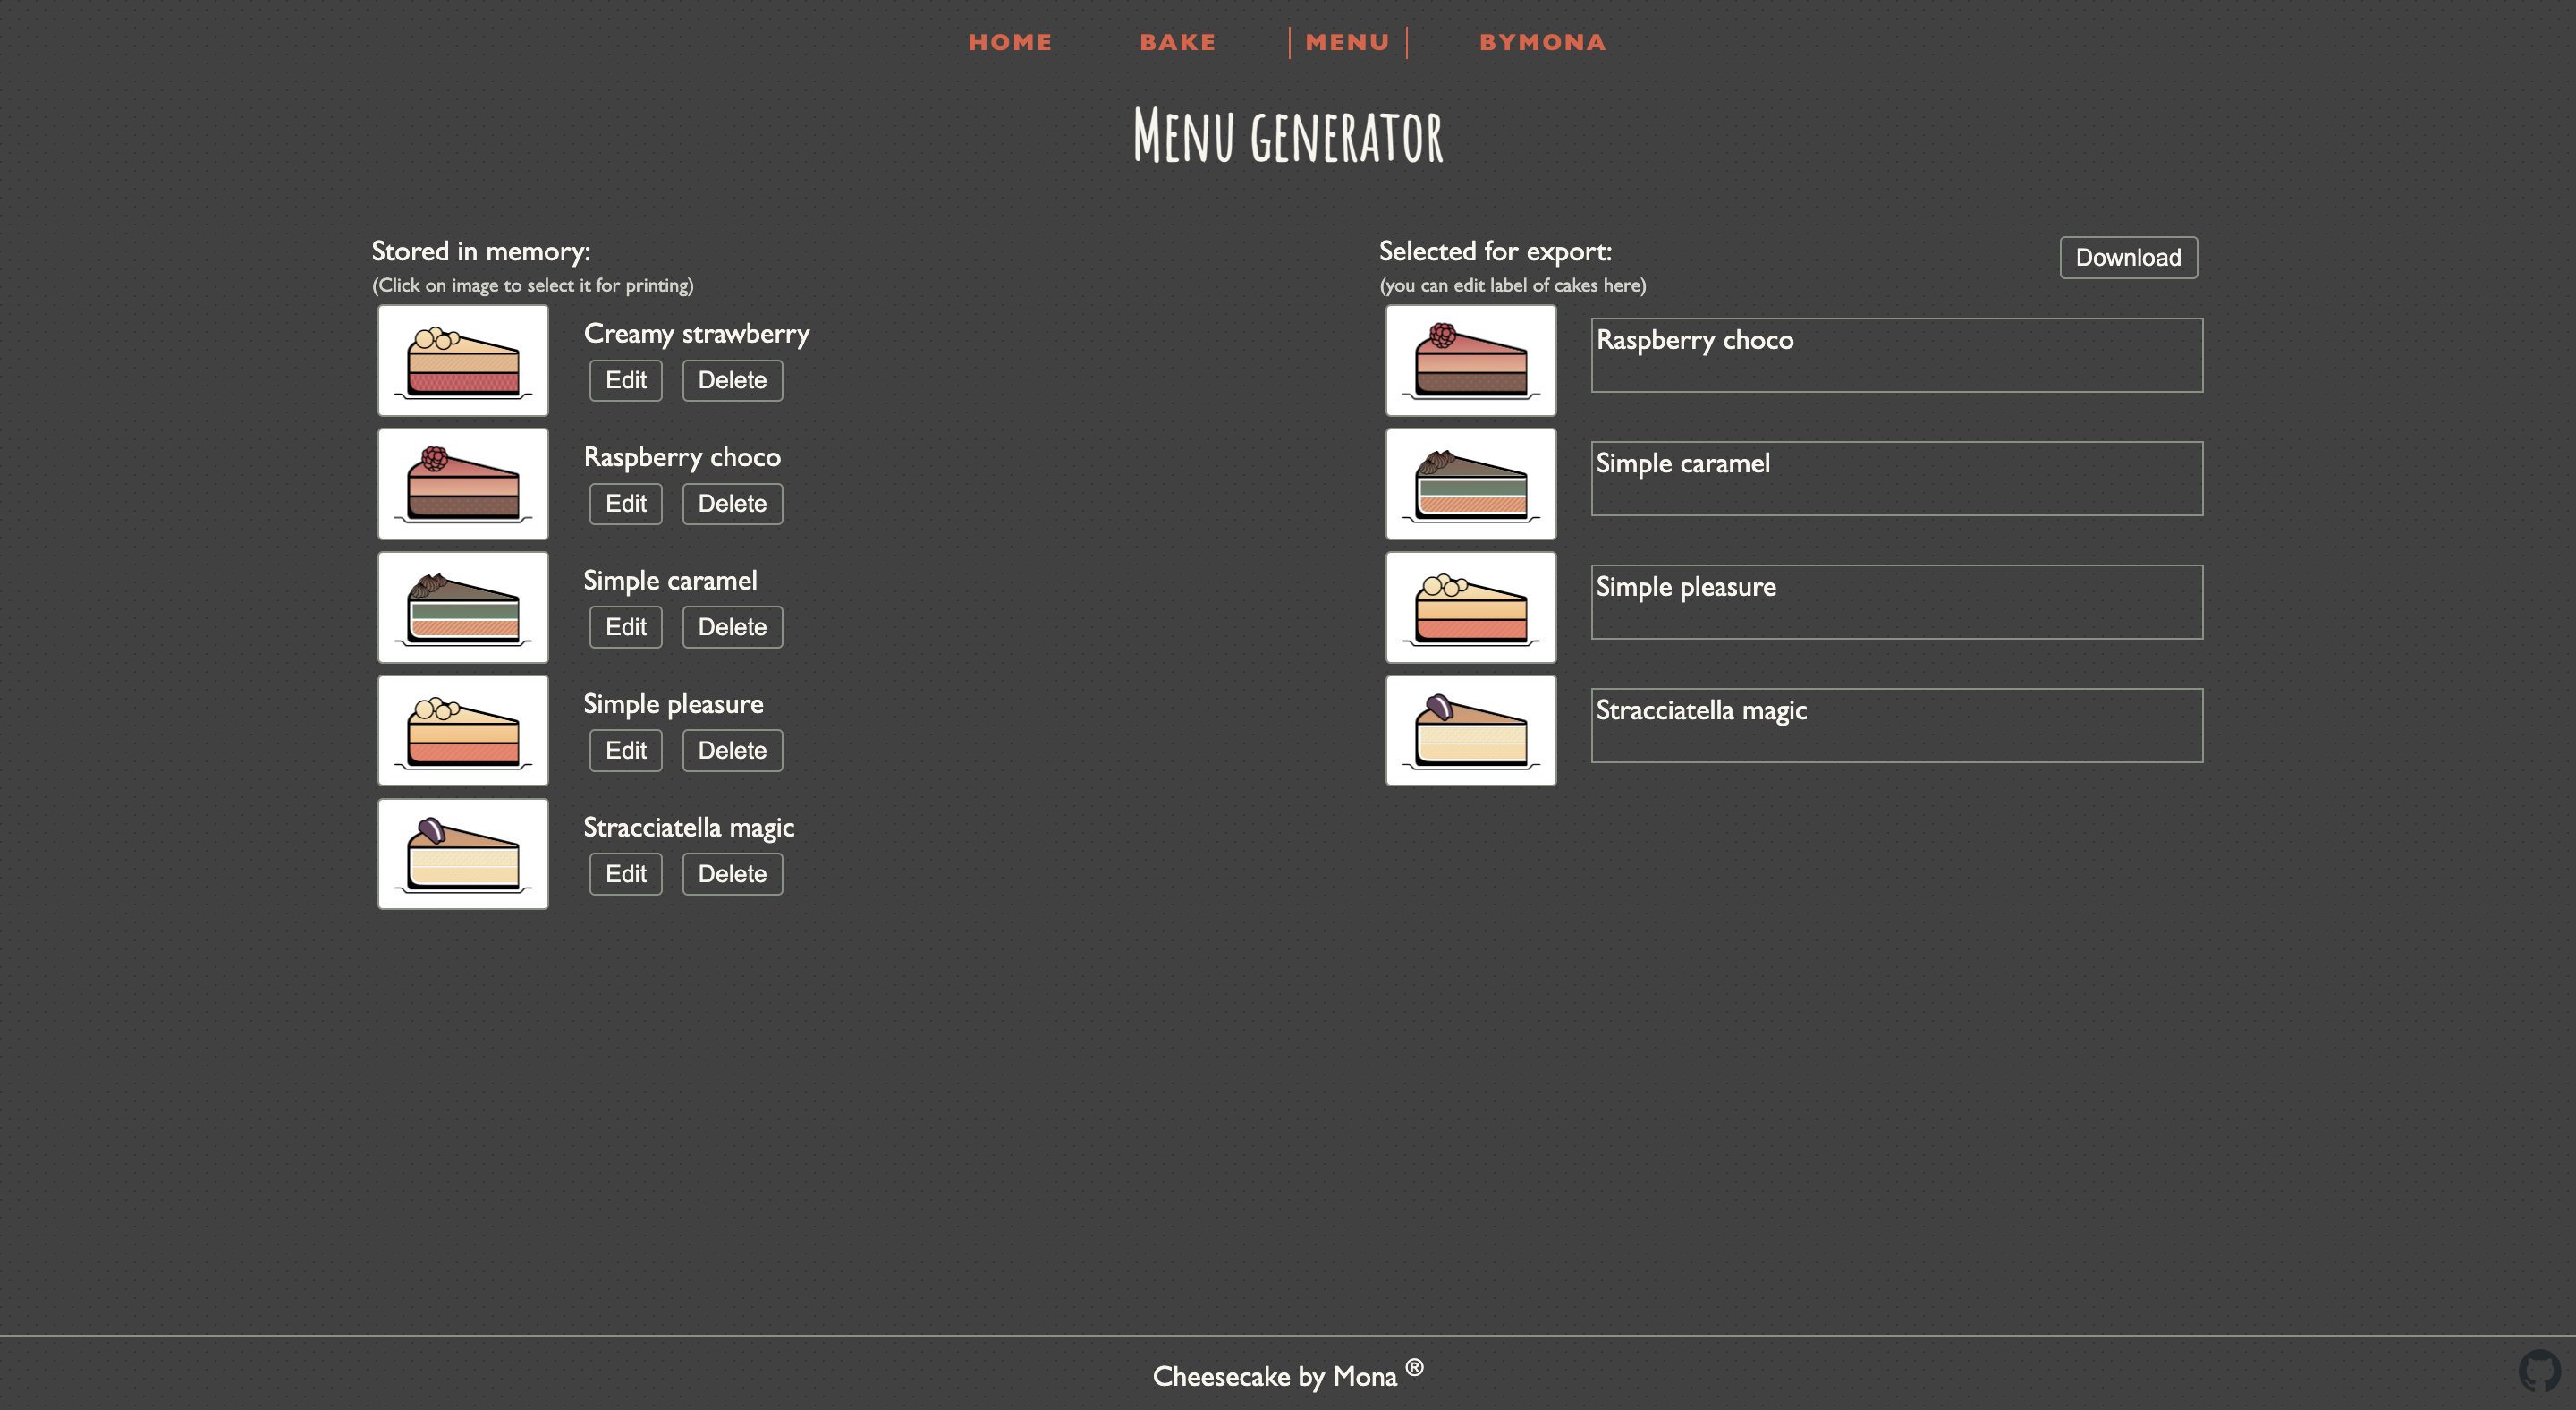 HOME BAKE MENU BYMONA
Menu generator
Stored in memory:
(Click on image to select it for printing)
Creamy strawberry
Edit Delete
Raspberry choco
Edit Delete
Simple caramel
Edit Delete
Simple pleasure
Edit Delete
Stracciatella magic
Edit Delete
Selected for export:
Download
(you can edit label of cakes here)
Raspberry choco
Simple caramel
Simple pleasure
Stracciatella magic
Cheesecake by Mona ®